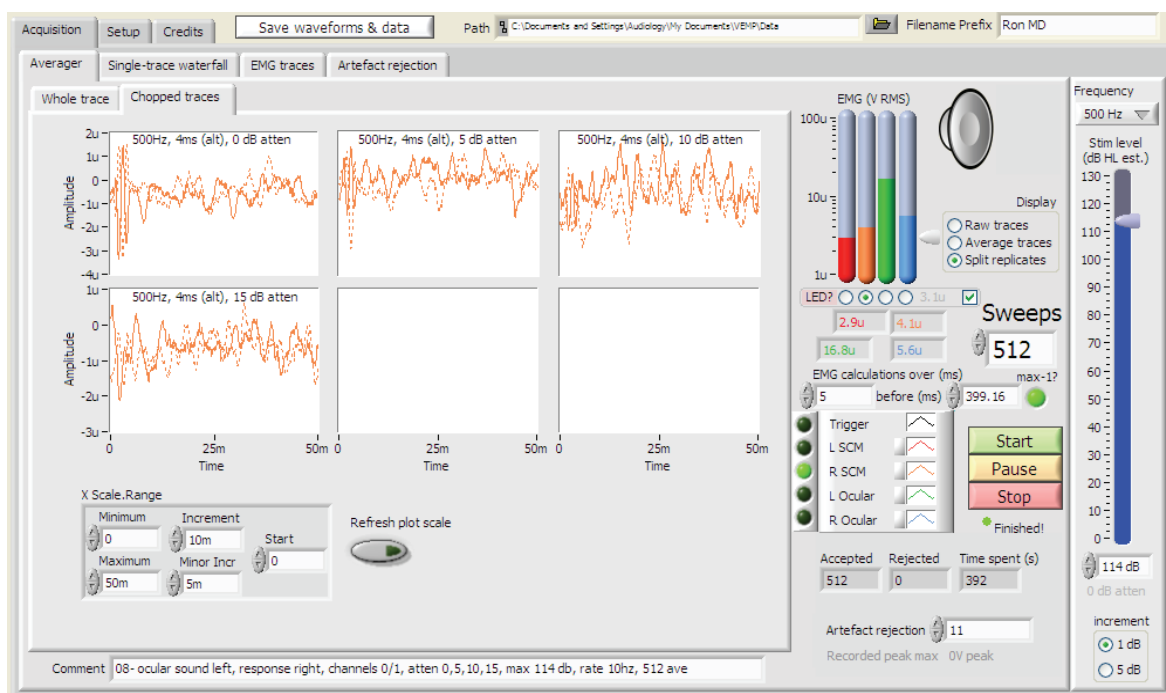 Acquisition Setup Credits Save waveforms & data Path C:\Documents and Settings\Audiology\My Documents\VEMP\Data Filename Prefix Ron MD
Averager Single-trace waterfall EMG traces Artefact rejection
Whole trace Chopped traces
500Hz, 4ms (alt), 0 dB atten
500Hz, 4ms (alt), 5 dB atten
500Hz, 4ms (alt), 10 dB atten
2u
1u
0
-1u
-2u
-3u
-4u
Amplitude
500Hz, 4ms (alt), 15 dB atten
1u
0
-1u
-2u
-3u
Amplitude
0 25m 50m 0 25m 50m 0 25m 50m
Time Time Time
X Scale.Range
Minimum Increment
0 10m Start
Maximum Minor Incr 0
50m 5m
Refresh plot scale
Comment 08- ocular sound left, response right, channels 0/1, atten 0,5,10,15, max 114 db, rate 10hz, 512 ave
EMG (V RMS)
100u
10u
1u
Display
Raw traces
Average traces
Split replicates
LED? 3.1u
2.9u 4.1u
16.8u 5.6u
Sweeps
512
EMG calculations over (ms) max-1?
5 before (ms) 399.16
Trigger
L SCM
R SCM
L Ocular
R Ocular
Start
Pause
Stop
Finished!
Accepted Rejected Time spent (s)
512 0 392
Artefact rejection 11
Recorded peak max 0V peak
Frequency
500 Hz
Stim level
(dB HL est.)
130
120
110
100
90
80
70
60
50
40
30
20
10
0
114 dB
0 dB atten
increment
1 dB
5 dB